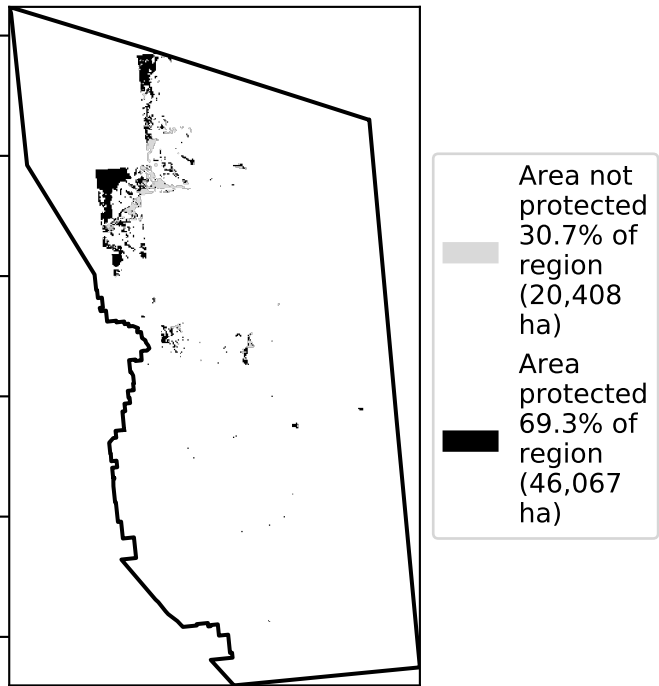 Area not
protected
30.7% of
region
(20,408
ha)
Area
protected
69.3% of
region
(46,067
ha)